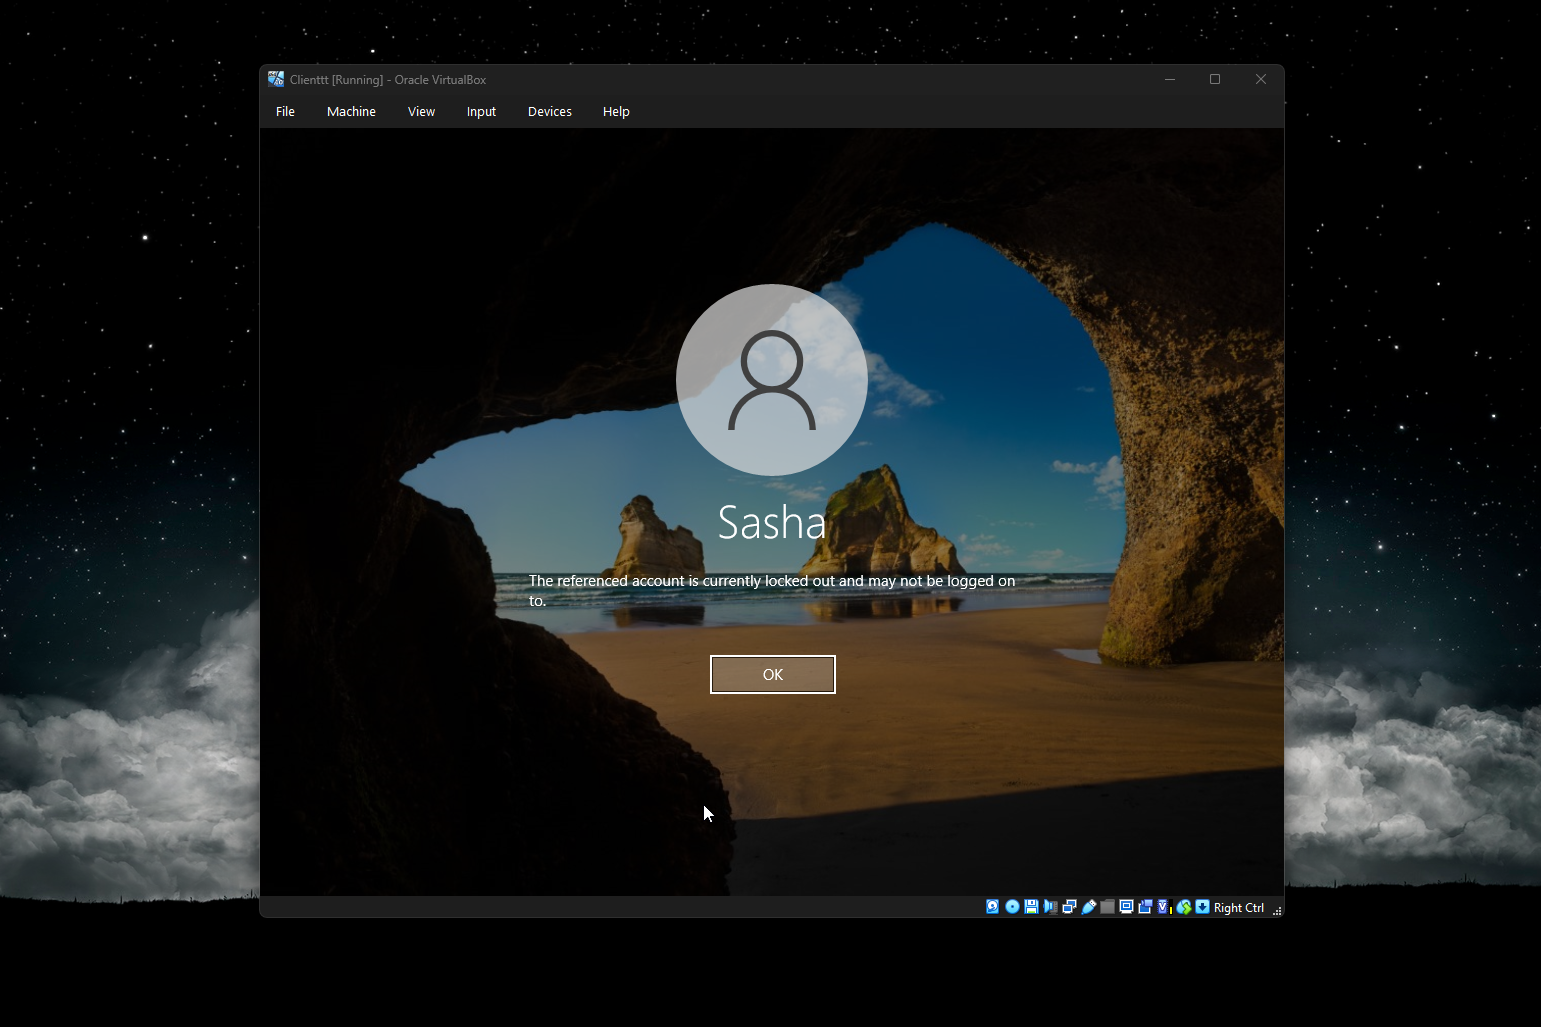 Clienttt [Running] - Oracle VirtualBox
File Machine View Input Devices Help
Sasha
The referenced account is currently locked out and may not be logged on
to.
OK
Right Ctrl